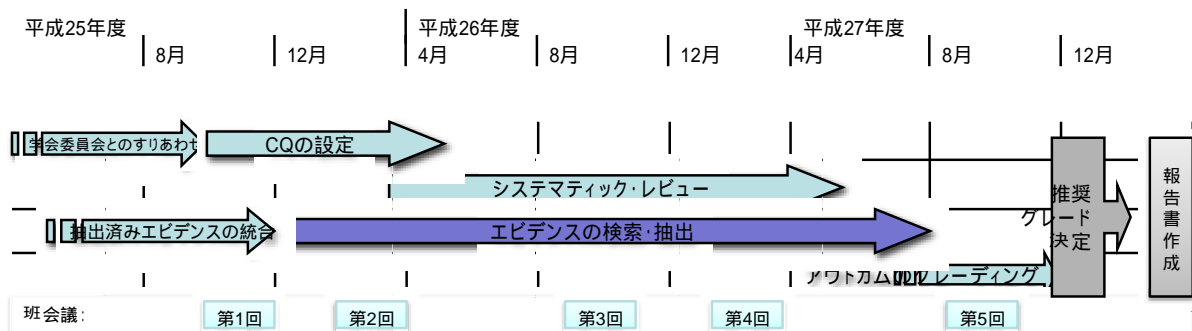 平成25年度
平成26年度
平成27年度
8月
12月
4月
8月
12月
4月
8月
12月
学会委員会とのすりあわせ
CQの設定
システマティック・レビュー
抽出済みエビデンスの統合
エビデンスの検索・抽出
アウトカム
グレーディング
推奨
グレード
決定
報告書作成
班会議:
第1回
第2回
第3回
第4回
第5回